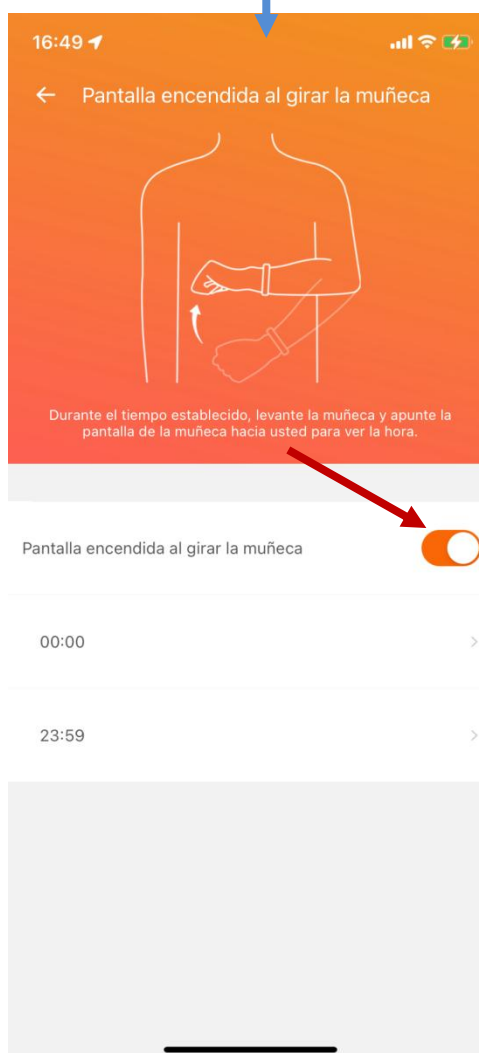 16:49
Pantalla encendida al girar la muñeca
Durante el tiempo establecido, levante la muñeca y apunte la
pantalla de la muñeca hacia usted para ver la hora.
Pantalla encendida al girar la muñeca
00:00
23:59